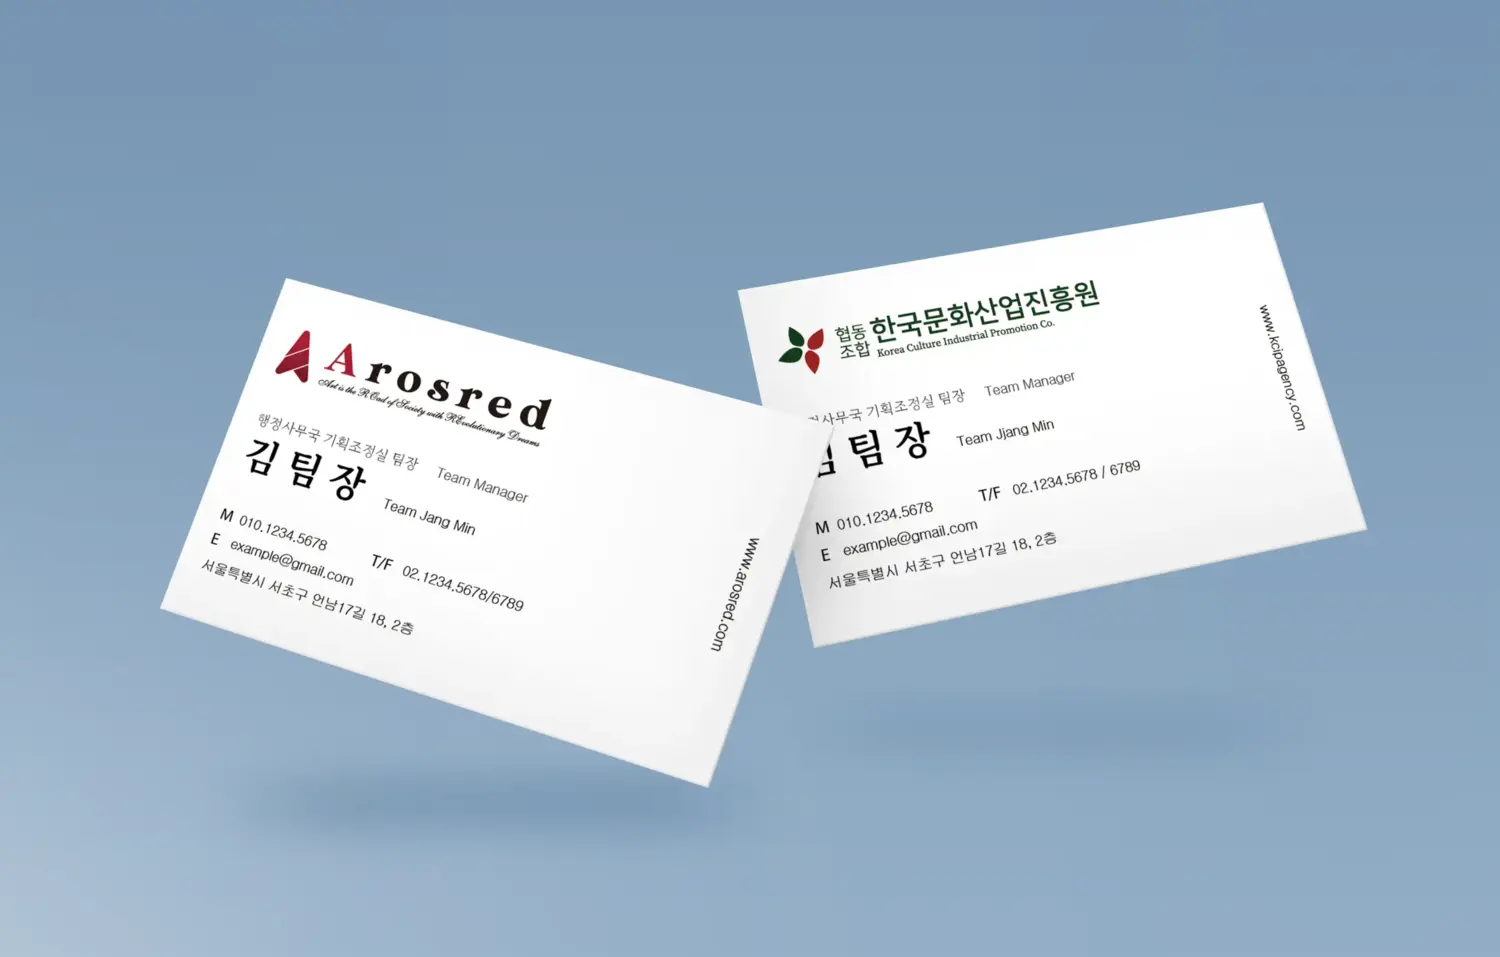 Arosred
Art is the R.Oad of Society with REvolutionary Dreams
행정사무국 기획조정실 팀장 Team Manager
김팀장 Team Jang Min
M 010.1234.5678
T/F 02.1234.5678/6789
E example@gmail.com
서울특별시 서초구 언남17길 18, 2층
www.arosred.com
협동조합 한국문화산업진흥원
Korea Culture Industrial Promotion Co.
기획조정실 팀장 Team Manager
팀장 Team Jjang Min
M 010.1234.5678
T/F 02.1234.5678 / 6789
E example@gmail.com
서울특별시 서초구 언남17길 18, 2층
www.kcipagency.com